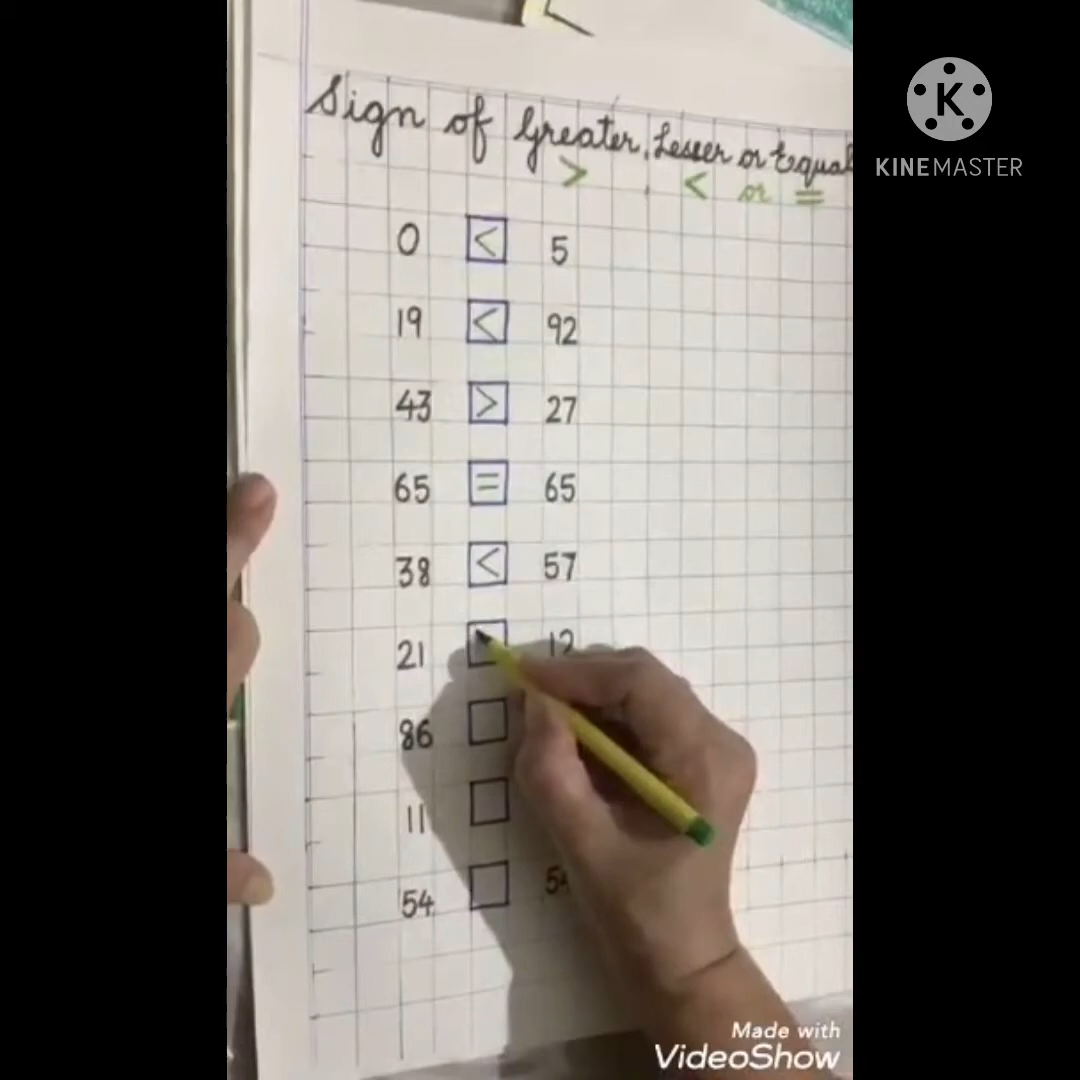 Sign of Greater, Lesser or Equal
> , < or =
0 < 5
19 < 92
43 > 27
65 = 65
38 < 57
21 12
86
11
54
K
KINEMASTER
Made with
VideoShow